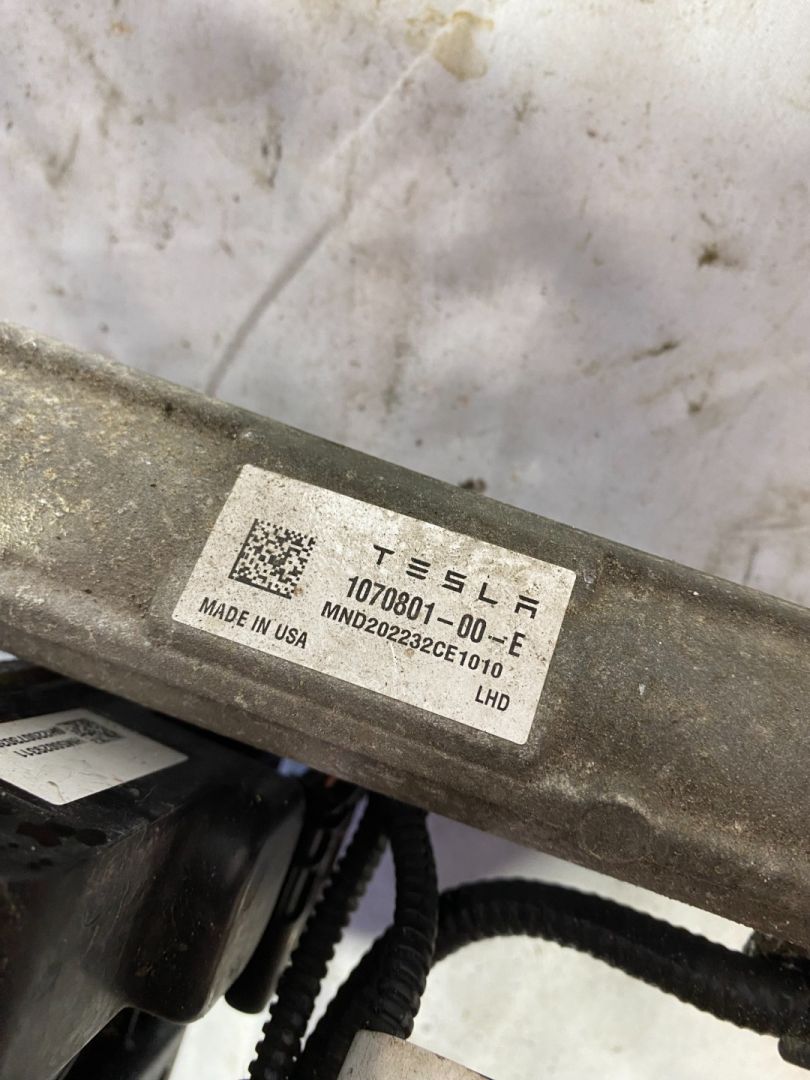 TESLA
1070801-00-E
MND202232CE1010
MADE IN USA
LHD